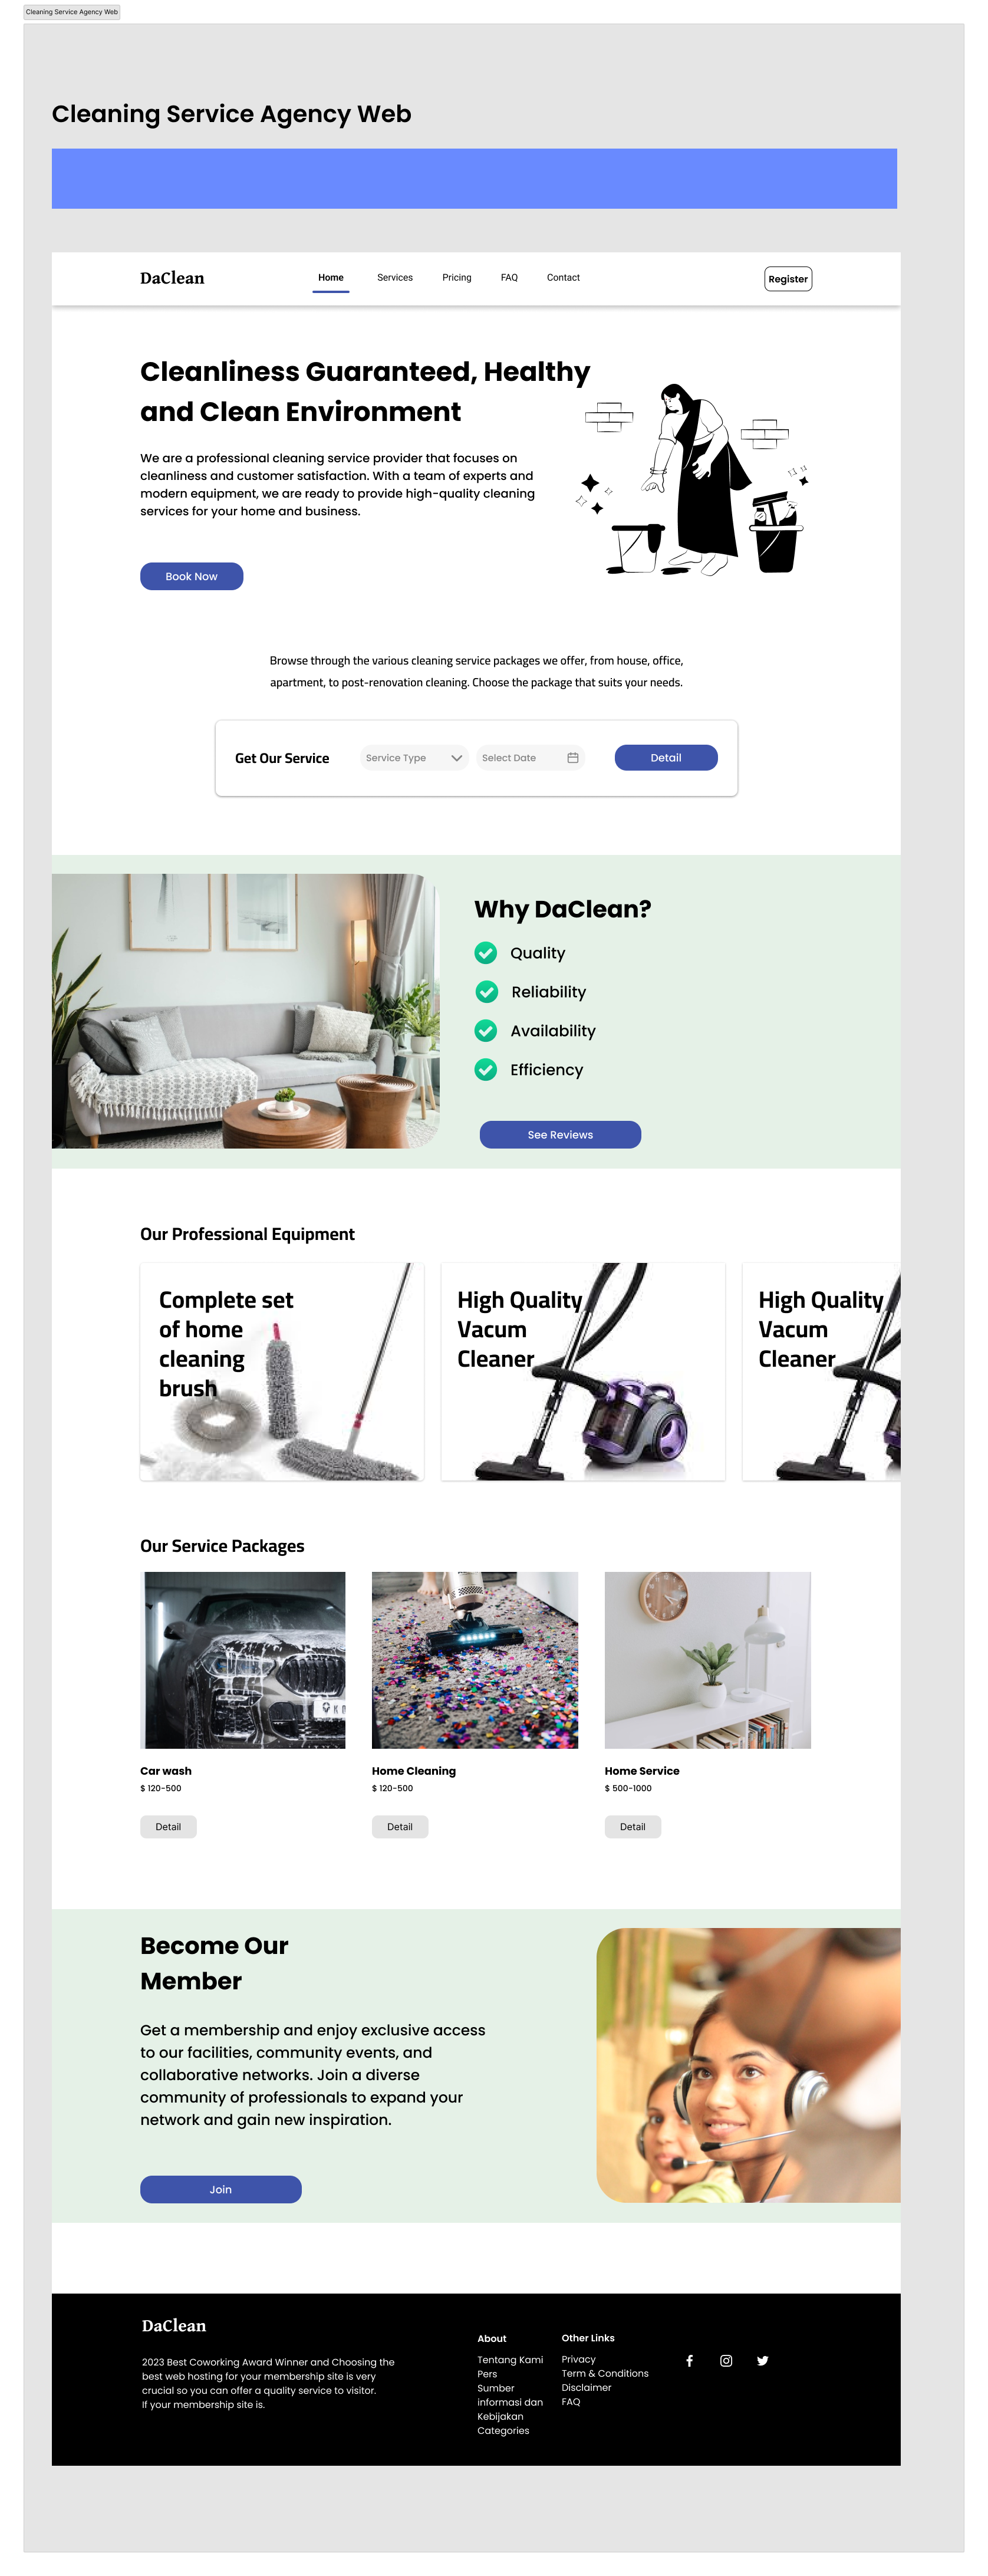 Cleaning Service Agency Web
Cleaning Service Agency Web
DaClean
Home
Services
Pricing
FAQ
Contact
Register
Cleanliness Guaranteed, Healthy
and Clean Environment
We are a professional cleaning service provider that focuses on
cleanliness and customer satisfaction. With a team of experts and
modern equipment, we are ready to provide high-quality cleaning
services for your home and business.
Book Now
Browse through the various cleaning service packages we offer, from house, office,
apartment, to post-renovation cleaning. Choose the package that suits your needs.
Get Our Service
Service Type
Select Date
Detail
Why DaClean?
Quality
Reliability
Availability
Efficiency
See Reviews
Our Professional Equipment
Complete set
of home
cleaning
brush
High Quality
Vacum
Cleaner
High Quality
Vacum
Cleaner
Our Service Packages
Car wash
$ 120-500
Detail
Home Cleaning
$ 120-500
Detail
Home Service
$ 500-1000
Detail
Become Our
Member
Get a membership and enjoy exclusive access
to our facilities, community events, and
collaborative networks. Join a diverse
community of professionals to expand your
network and gain new inspiration.
Join
DaClean
2023 Best Coworking Award Winner and Choosing the
best web hosting for your membership site is very
crucial so you can offer a quality service to visitor.
If your membership site is.
About
Tentang Kami
Pers
Sumber
informasi dan
Kebijakan
Categories
Other Links
Privacy
Term & Conditions
Disclaimer
FAQ